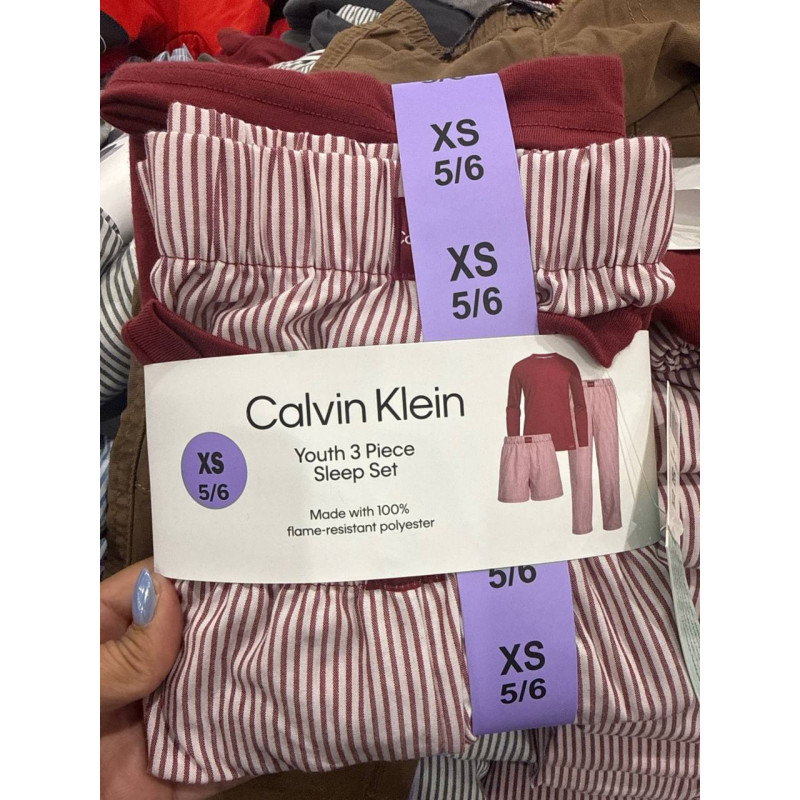 XS
5/6
XS
5/6
Calvin Klein
Youth 3 Piece
Sleep Set
XS
5/6
Made with 100%
flame-resistant polyester
5/6
XS
5/6